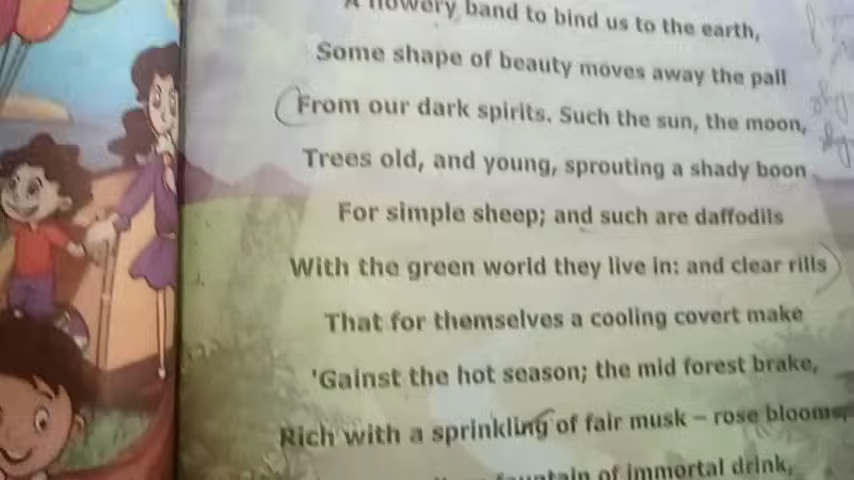 flowery band to bind us to the earth,
Some shape of beauty moves away the pall
From our dark spirits. Such the sun, the moon,
Trees old, and young, sprouting a shady boon
For simple sheep; and such are daffodils
With the green world they live in: and clear rills
That for themselves a cooling covert make
'Gainst the hot season; the mid forest brake,
Rich with a sprinkling of fair musk – rose blooms,
fountain of immortal drink,